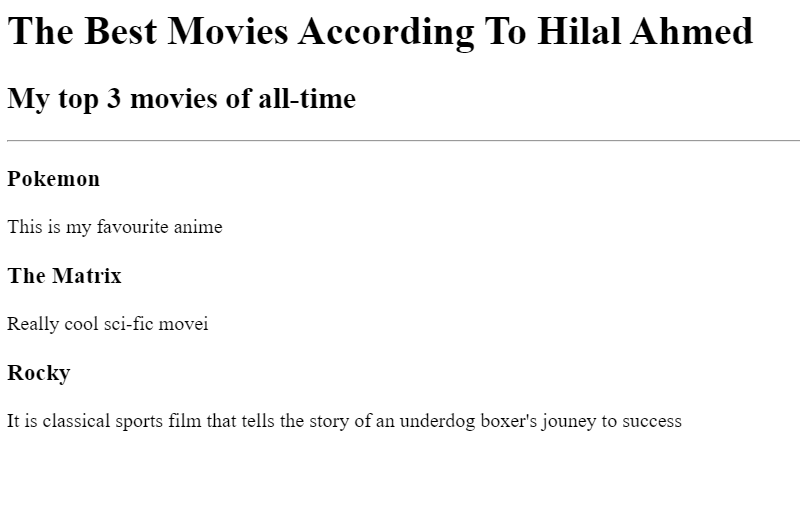 The Best Movies According To Hilal Ahmed
My top 3 movies of all-time
Pokemon
This is my favourite anime
The Matrix
Really cool sci-fic movei
Rocky
It is classical sports film that tells the story of an underdog boxer's jouney to success